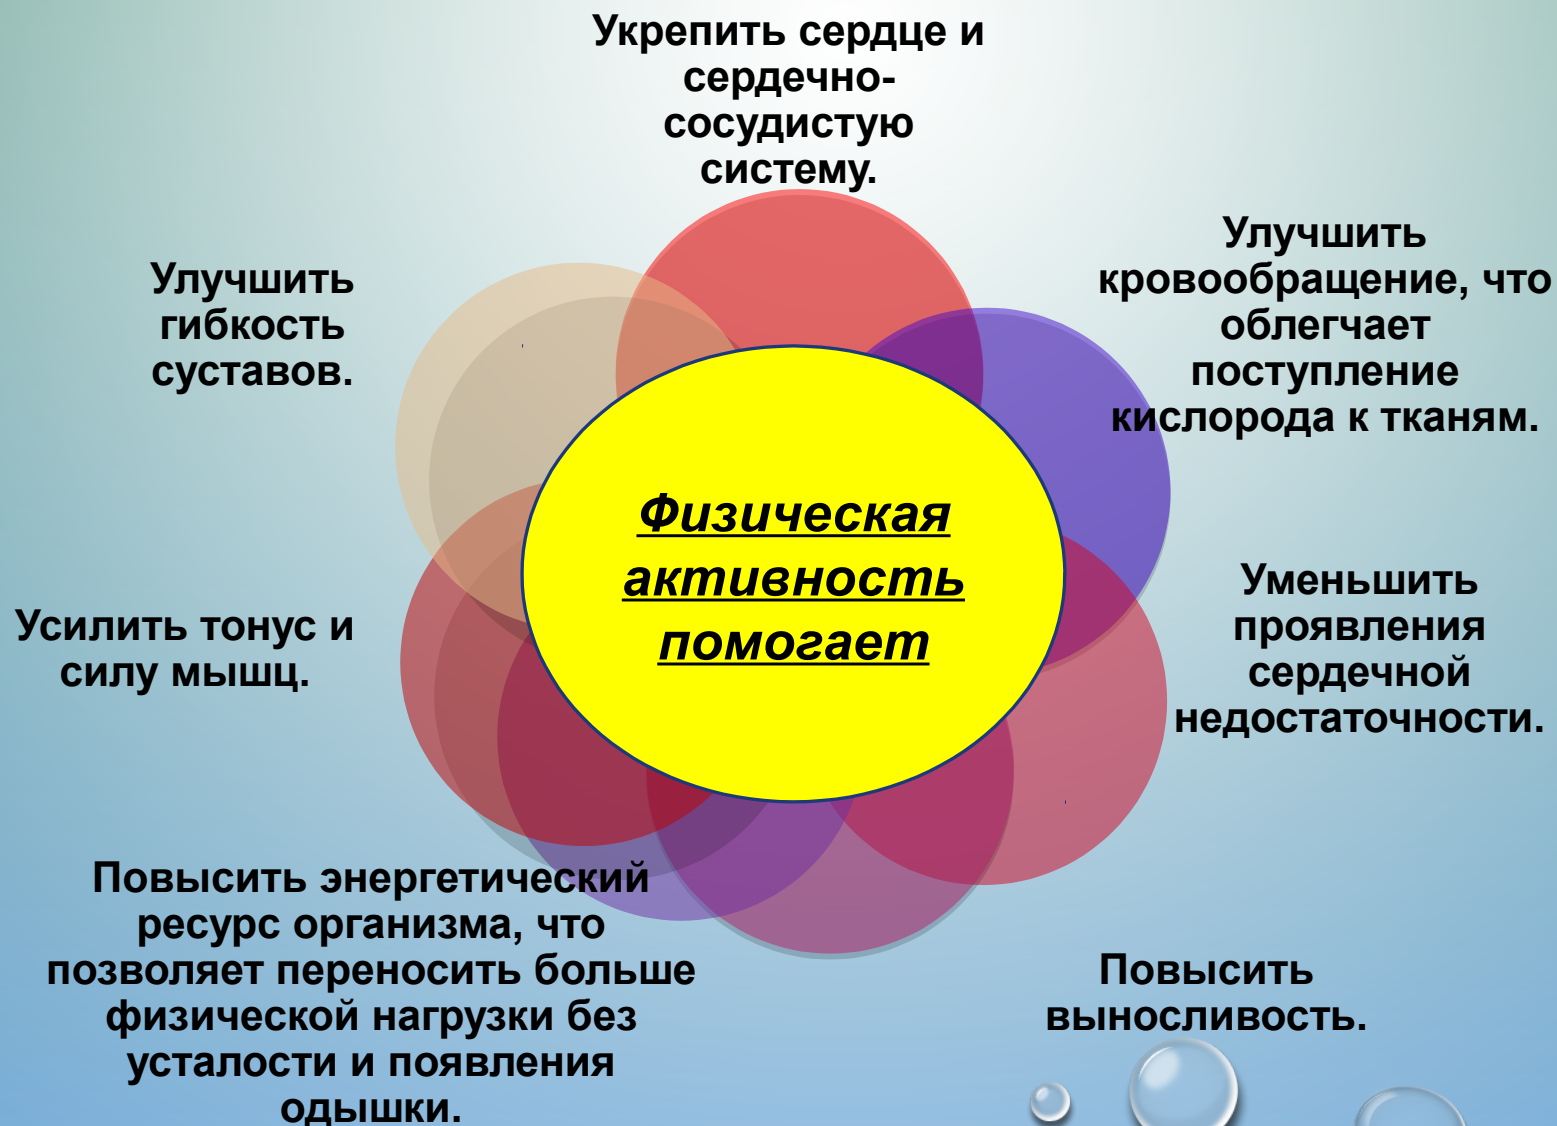 Укрепить сердце и
сердечно-
сосудистую
систему.
Улучшить
кровообращение, что
облегчает
поступление
кислорода к тканям.
Уменьшить
проявления
сердечной
недостаточности.
Повысить
выносливость.
Повысить энергетический
ресурс организма, что
позволяет переносить больше
физической нагрузки без
усталости и появления
одышки.
Усилить тонус и
силу мышц.
Улучшить
гибкость
суставов.
Физическая
активность
помогает